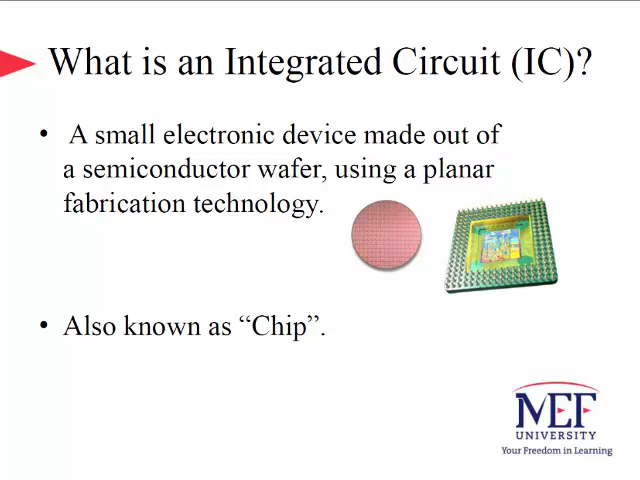 What is an Integrated Circuit (IC)?
• A small electronic device made out of
a semiconductor wafer, using a planar
fabrication technology.
• Also known as “Chip”.
MEF
UNIVERSITY
Your Freedom in Learning